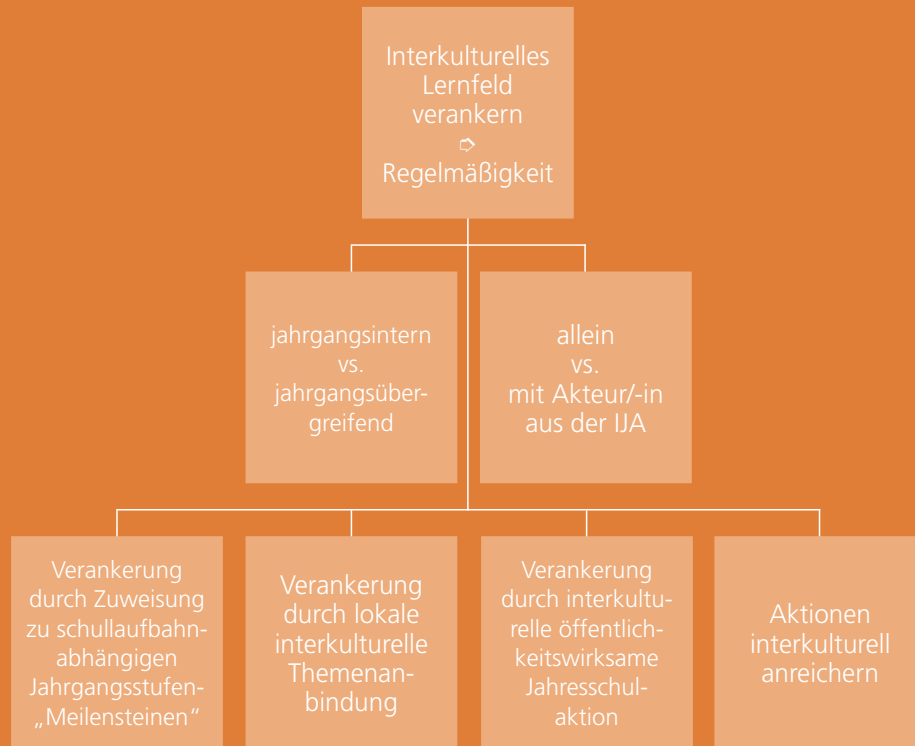 Interkulturelles
Lernfeld
verankern
➩
Regelmäßigkeit
jahrgangsintern
vs.
jahrgangsüber-
greifend
allein
vs.
mit Akteur/-in
aus der IJA
Verankerung
durch Zuweisung
zu schullaufbahn-
abhängigen
Jahrgangsstufen-
„Meilensteinen“
Verankerung
durch lokale
interkulturelle
Themenan-
bindung
Verankerung
durch interkultu-
relle öffentlich-
keitswirksame
Jahresschul-
aktion
Aktionen
interkulturell
anreichern